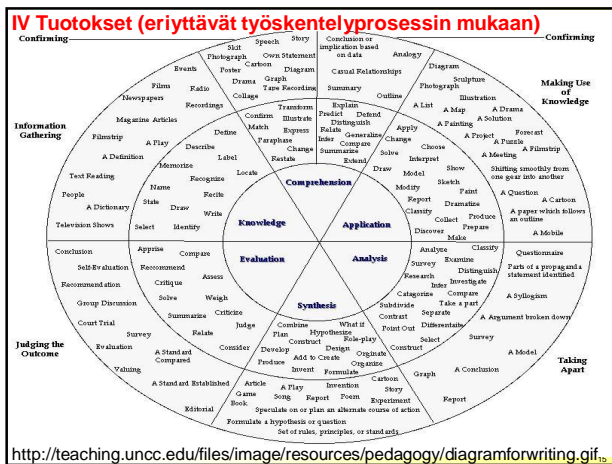 IV Tuotokset (eriyttävät työskentelyprosessin mukaan)
Confirming
Confirming
Skit
Speech
Story
Photograph
Own Statement
Cartoon
Poster
Diagram
Drama
Graph
Collage
Tape Recording
Conclusion or
implication based
on data
Analogy
Casual Relationships
Summary
Outline
Events
Films
Radio
Newspapers
Recordings
Magazine Articles
Filmstrip
A Play
A Definition
Text Reading
People
A Dictionary
Television Shows
Information
Gathering
Making Use
of Knowledge
Diagram
Sculpture
Photograph
Illustration
A List
A Map
A Drama
A Solution
A Painting
Forecast
A Project
A Puzzle
A Meeting
A Filmstrip
Shifting smoothly from
one gear into another
A Question
A Cartoon
A paper which follows
an outline
A Mobile
Transform
Confirm
Illustrate
Match
Express
Paraphase
Change
Restate
Explain
Predict
Defend
Distinguish
Relate
Generalize
Infer
Compare
Summarize
Extend
Define
Describe
Memorize
Label
Locate
Name
Recognize
State
Recite
Draw
Write
Select
Identify
Apply
Change
Choose
Solve
Interpret
Draw
Model
Show
Sketch
Modify
Paint
Report
Dramatize
Classify
Collect
Produce
Prepare
Discover
Make
Comprehension
Knowledge
Application
Evaluation
Analysis
Synthesis
Apprise
Compare
Reccommend
Critique
Assess
Solve
Weigh
Summarize
Criticize
Relate
Judge
Consider
Analyse
Classify
Survey
Examine
Distinguish
Research
Infer
Investigate
Catagorize
Compare
Subdivide
Take a part
Separate
Contrast
Differentaite
Point Out
Select
Construct
Combine
What if
Plan
Hypothesize
Construct
Role-play
Develop
Design
Orginate
Produce
Add to Create
Organize
Invent
Formulate
Conclusion
Self-Evaluation
Recommendation
Group Discussion
Court Trial
Survey
Evaluation
A Standard
Compared
Valuing
A Standard Established
Editorial
Judging the
Outcome
Questionnaire
Parts of a propaganda
statement identified
A Syllogism
A Argument broken down
Survey
A Model
A Conclusion
Graph
Report
Taking
Apart
Article
A Play
Invention
Cartoon
Game
Story
Book
Song
Report
Poem
Experiment
Speculate on or plan an alternate course of action
Formulate a hypothesis or question
Set of rules, principles, or standards
http://teaching.uncc.edu/files/image/resources/pedagogy/diagramforwriting.gif
15